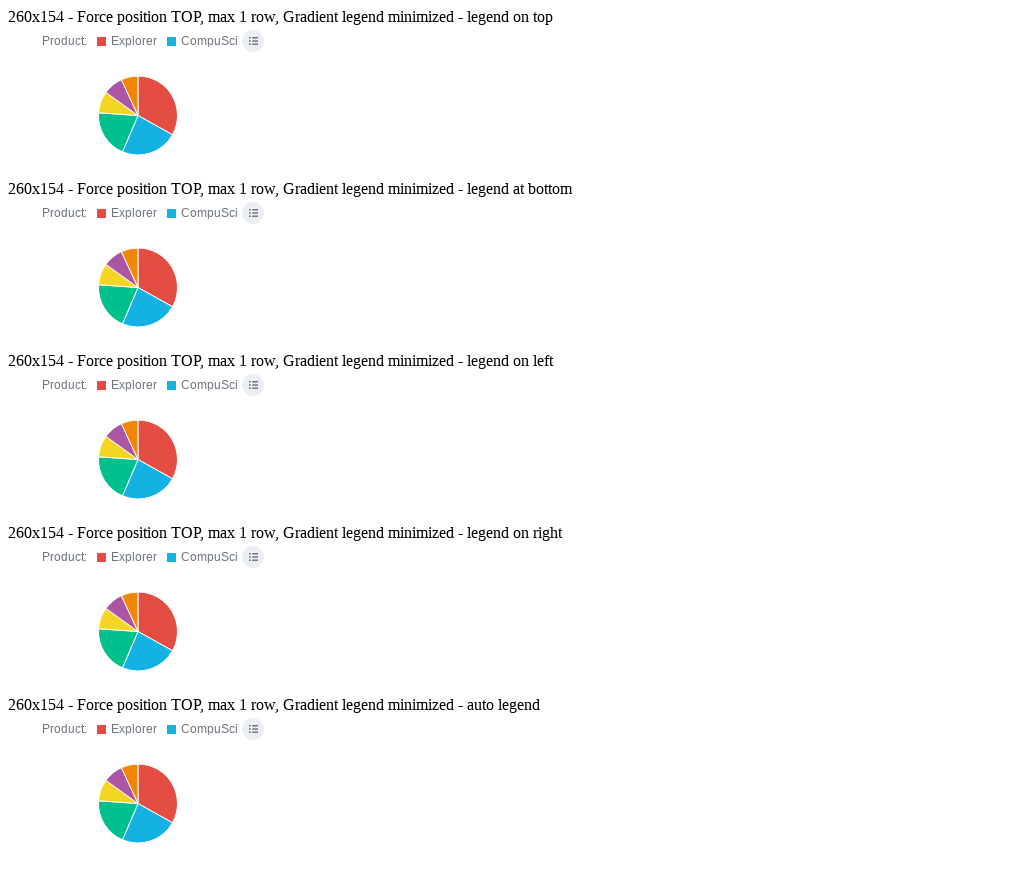 260x154 - Force position TOP, max 1 row, Gradient legend minimized - legend on top
Product: Explorer CompuSci
260x154 - Force position TOP, max 1 row, Gradient legend minimized - legend at bottom
Product: Explorer CompuSci
260x154 - Force position TOP, max 1 row, Gradient legend minimized - legend on left
Product: Explorer CompuSci
260x154 - Force position TOP, max 1 row, Gradient legend minimized - legend on right
Product: Explorer CompuSci
260x154 - Force position TOP, max 1 row, Gradient legend minimized - auto legend
Product: Explorer CompuSci